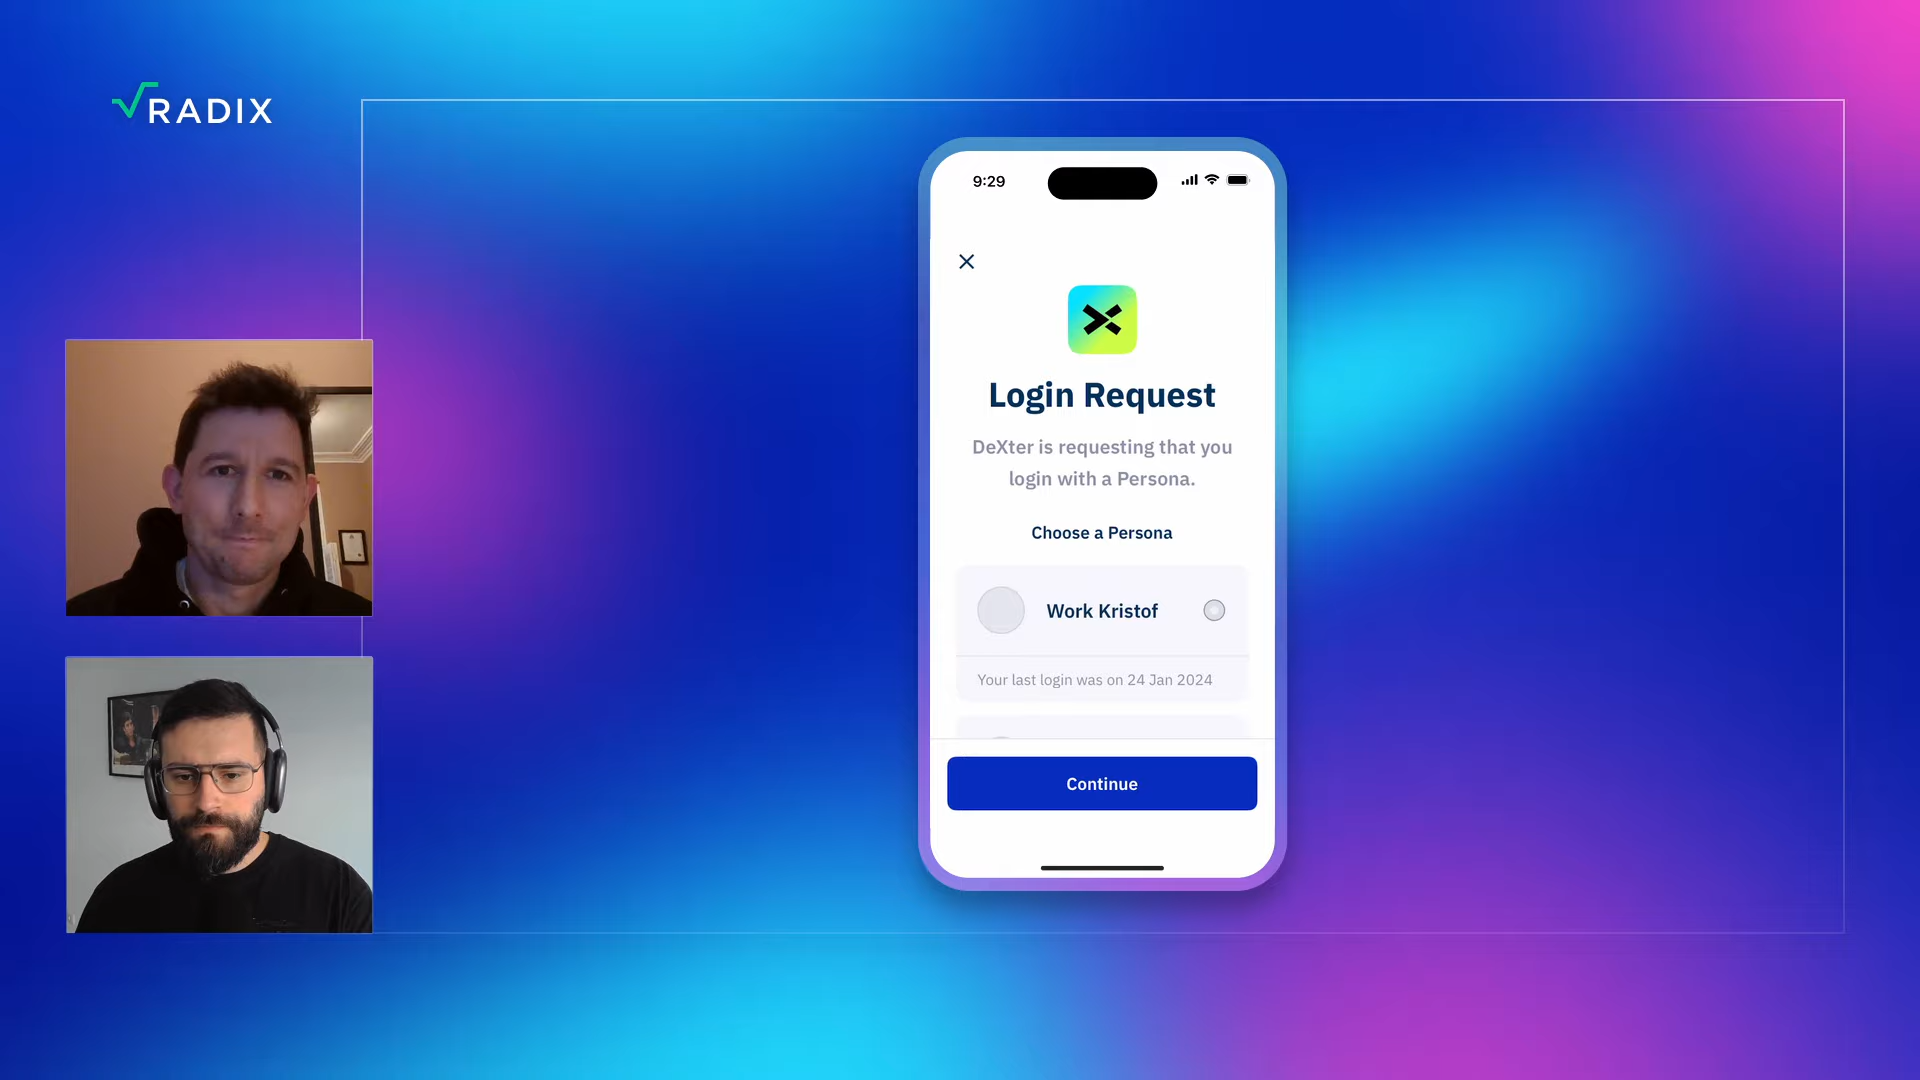 RADIX
9:29
Login Request
DeXter is requesting that you
login with a Persona.
Choose a Persona
Work Kristof
Your last login was on 24 Jan 2024
Continue